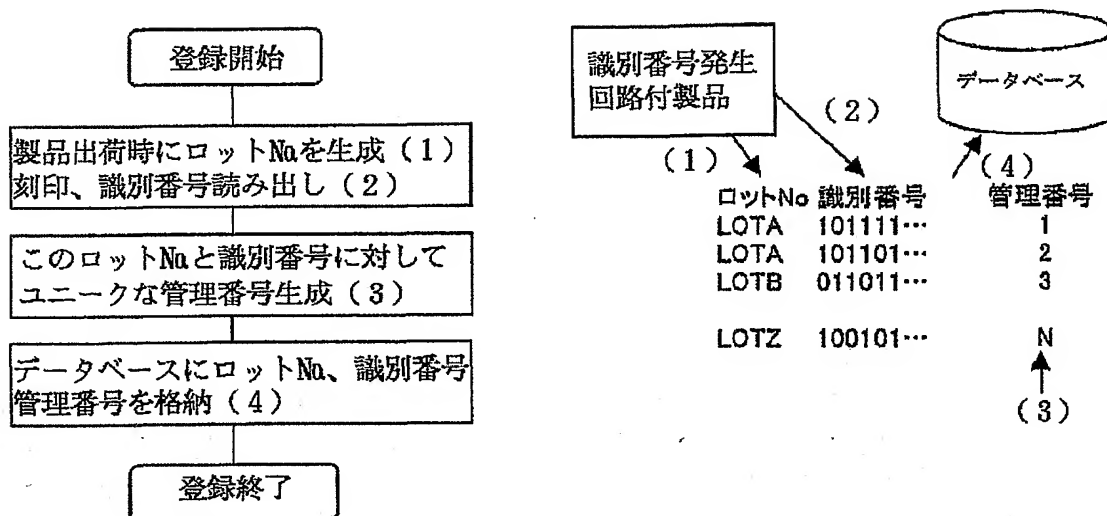 登録開始
製品出荷時にロット№を生成（1）
刻印、識別番号読み出し（2）
このロット№と識別番号に対して
ユニークな管理番号生成（3）
データベースにロット№、識別番号
管理番号を格納（4）
登録終了
識別番号発生
回路付製品
データベース
（1）
（2）
（4）
ロットNo 識別番号 管理番号
LOTA 101111… 1
LOTA 101101… 2
LOTB 011011… 3
LOTZ 100101… N
（3）